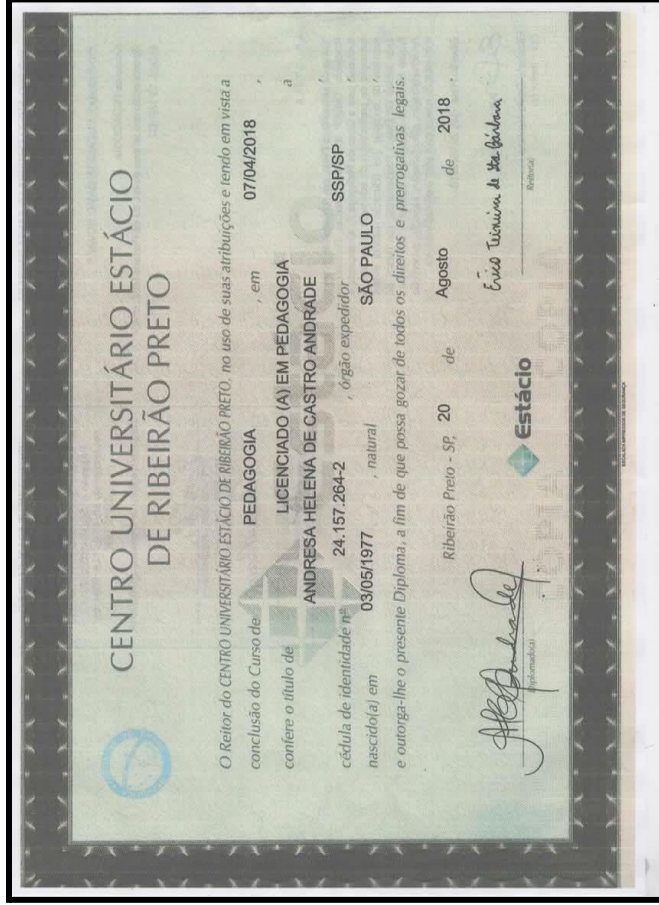 CENTRO UNIVERSITÁRIO ESTÁCIO
DE RIBEIRÃO PRETO
O Reitor do CENTRO UNIVERSITÁRIO ESTÁCIO DE RIBEIRÃO PRETO, no uso de suas atribuições e tendo em vista a
conclusão do Curso de PEDAGOGIA , em 07/04/2018 ,
confere o título de LICENCIADO (A) EM PEDAGOGIA a
ANDRESA HELENA DE CASTRO ANDRADE ,
cédula de identidade nº 24.157.264-2 , órgão expedidor SSP/SP ,
nascido(a) em 03/05/1977 , natural SÃO PAULO ,
e outorga-lhe o presente Diploma, a fim de que possa gozar de todos os direitos e prerrogativas legais.
Ribeirão Preto - SP, 20 de Agosto de 2018 .
Diplomado(a)
Estácio
Reitor(a)
CÓPIA CÓPIA